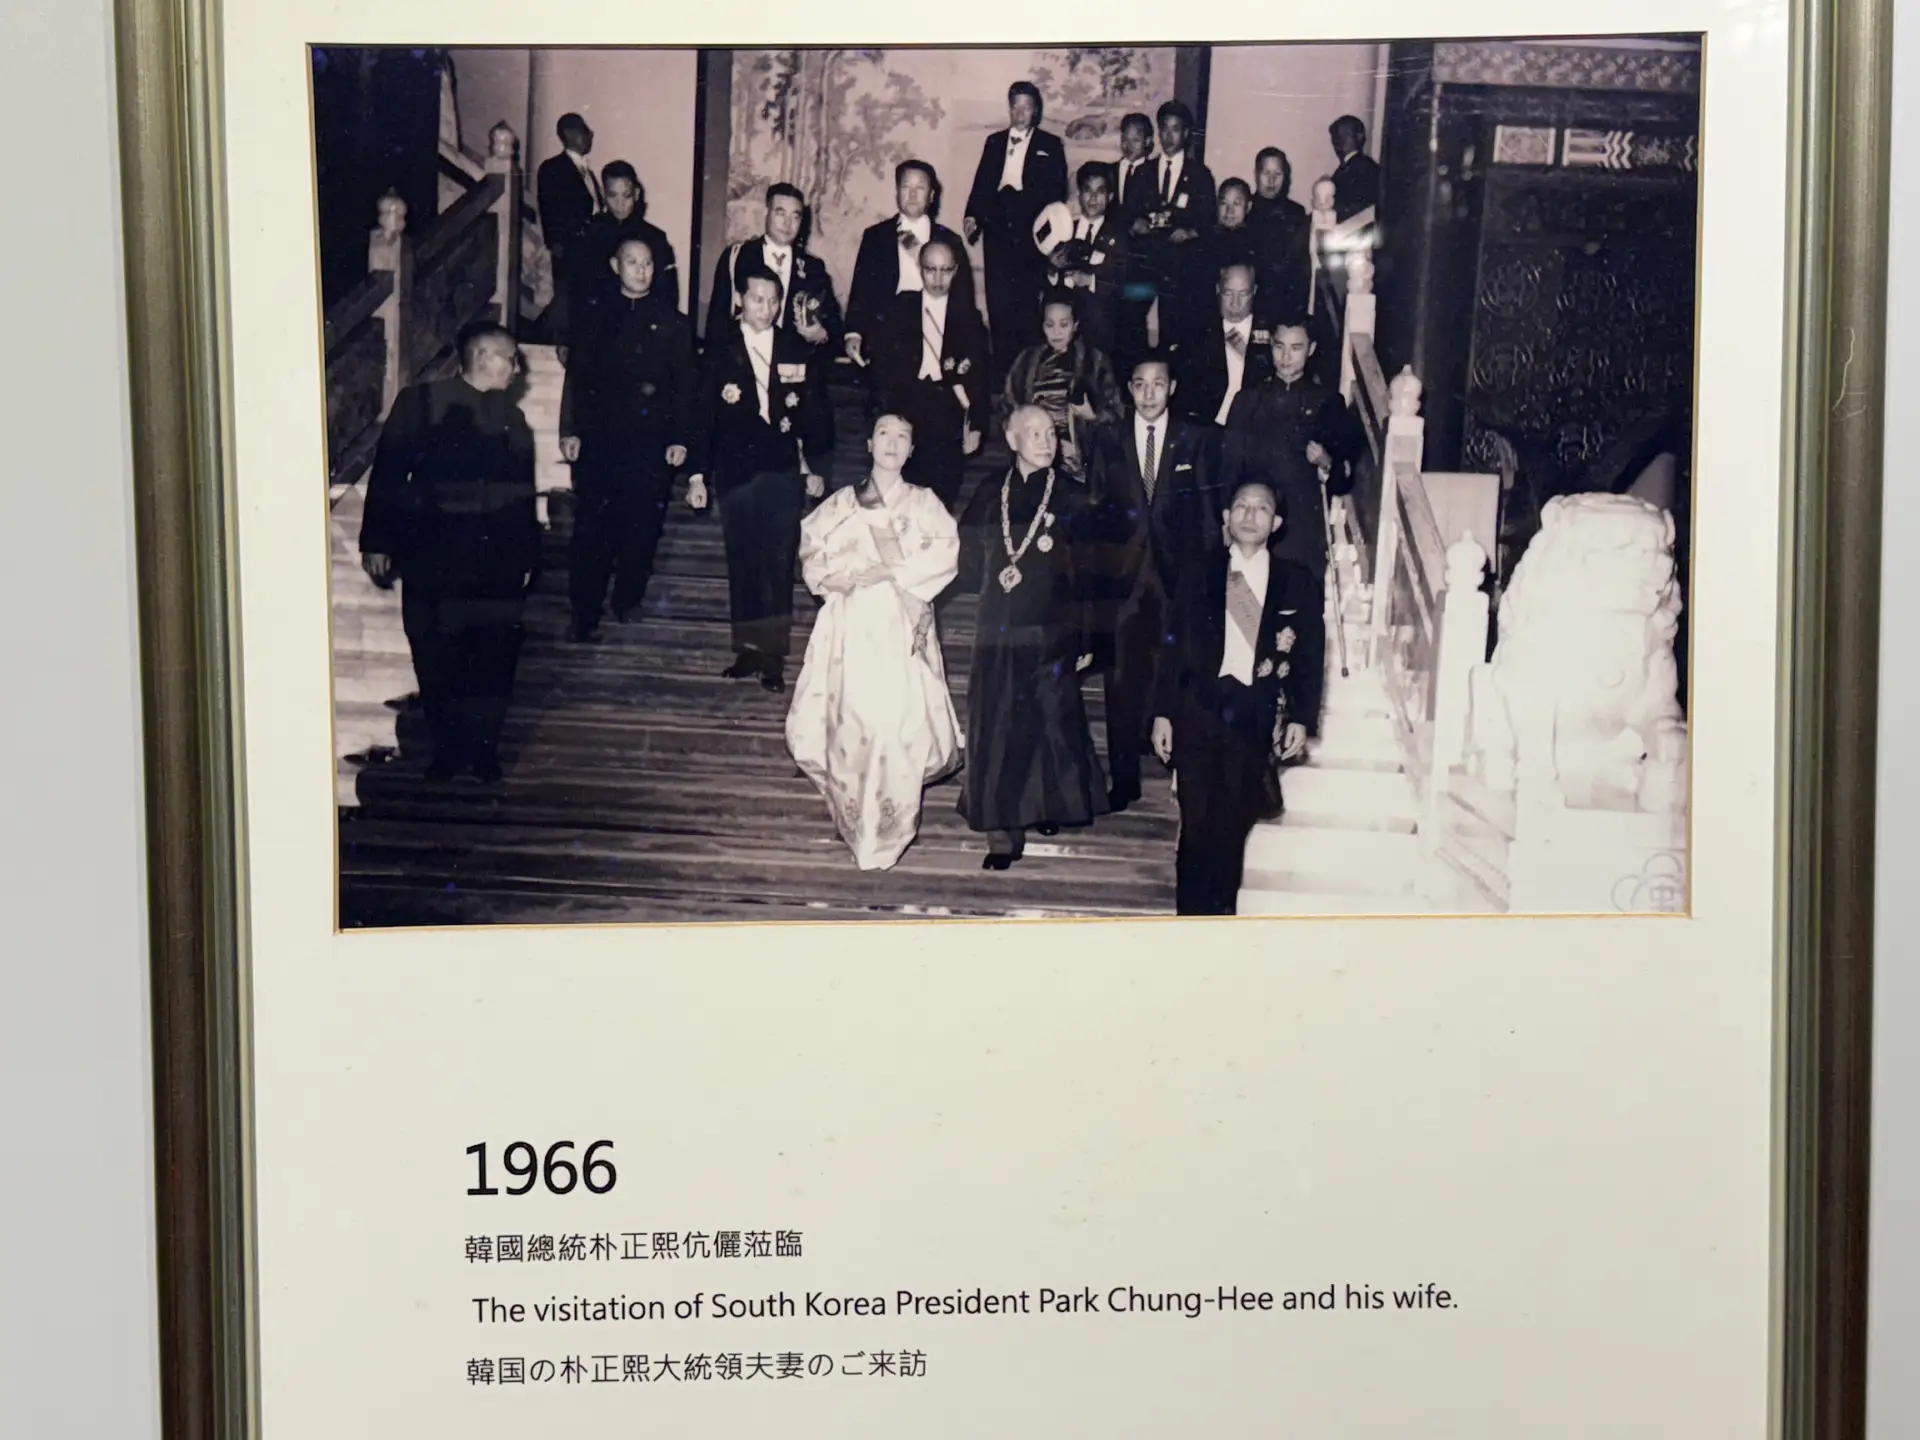 1966
韓國總統朴正熙伉儷蒞臨
The visitation of South Korea President Park Chung-Hee and his wife.
韓国の朴正熙大統領夫妻のご来訪